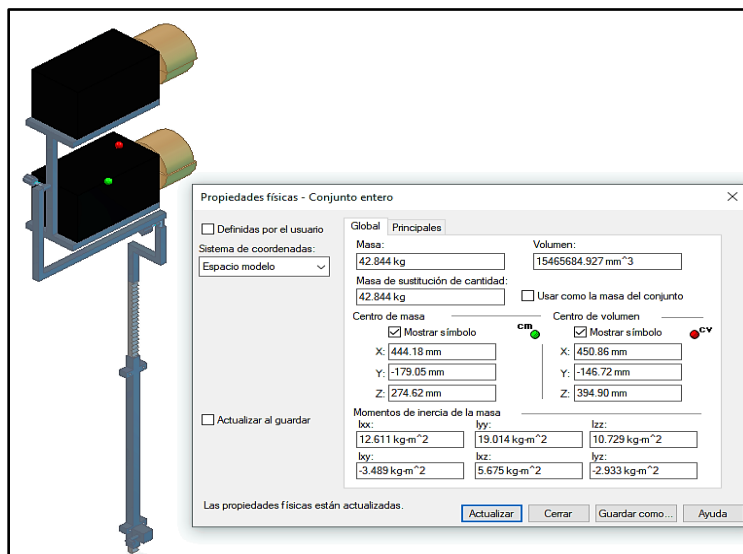 Propiedades físicas - Conjunto entero
Definidas por el usuario
Sistema de coordenadas:
Espacio modelo
Actualizar al guardar
Global Principales
Masa: Volumen:
42.844 kg 15465684.927 mm^3
Masa de sustitución de cantidad:
42.844 kg Usar como la masa del conjunto
Centro de masa Centro de volumen
Mostrar símbolo cm Mostrar símbolo cv
X: 444.18 mm X: 450.86 mm
Y: -179.05 mm Y: -146.72 mm
Z: 274.62 mm Z: 394.90 mm
Momentos de inercia de la masa
Ixx: Iyy: Izz:
12.611 kg-m^2 19.014 kg-m^2 10.729 kg-m^2
Ixy: Ixz: Iyz:
-3.489 kg-m^2 5.675 kg-m^2 -2.933 kg-m^2
Las propiedades físicas están actualizadas.
Actualizar Cerrar Guardar como... Ayuda